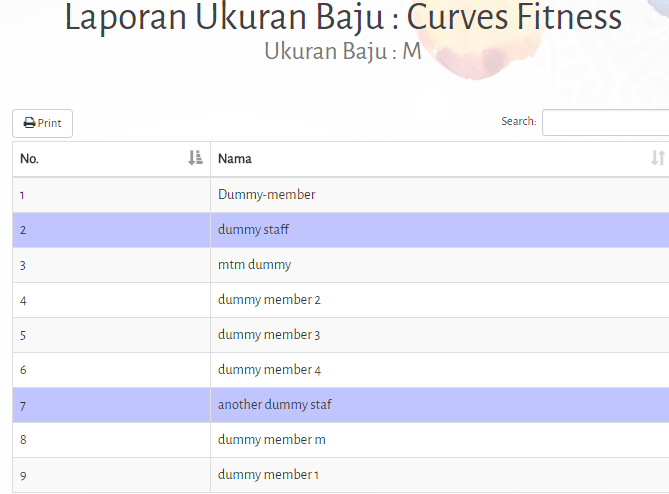 Laporan Ukuran Baju : Curves Fitness
Ukuran Baju : M
Print
Search:
No. Nama
1 Dummy-member
2 dummy staff
3 mtm dummy
4 dummy member 2
5 dummy member 3
6 dummy member 4
7 another dummy staf
8 dummy member m
9 dummy member 1